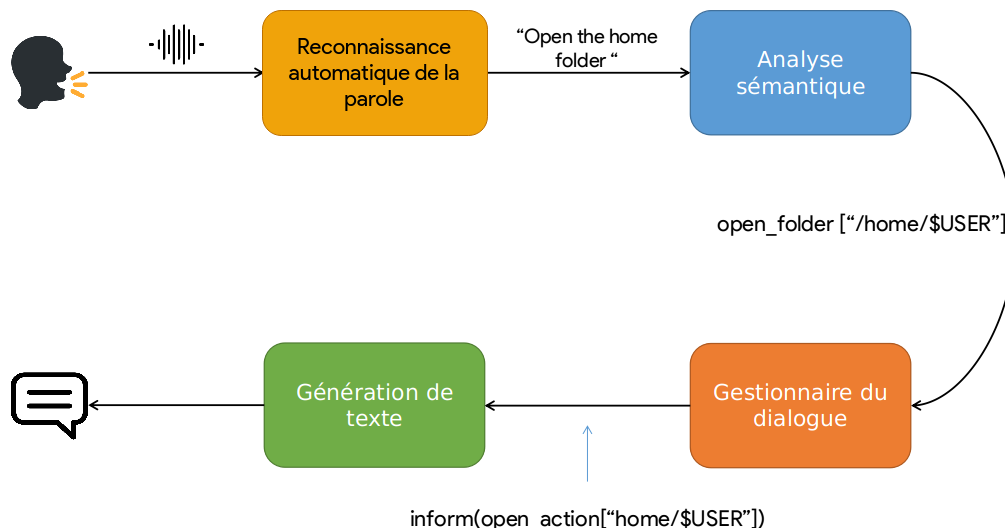 Reconnaissance
automatique de la
parole
“Open the home
folder “
Analyse
sémantique
open_folder [“/home/$USER”]
Génération de
texte
Gestionnaire du
dialogue
inform(open_action[“home/$USER”])